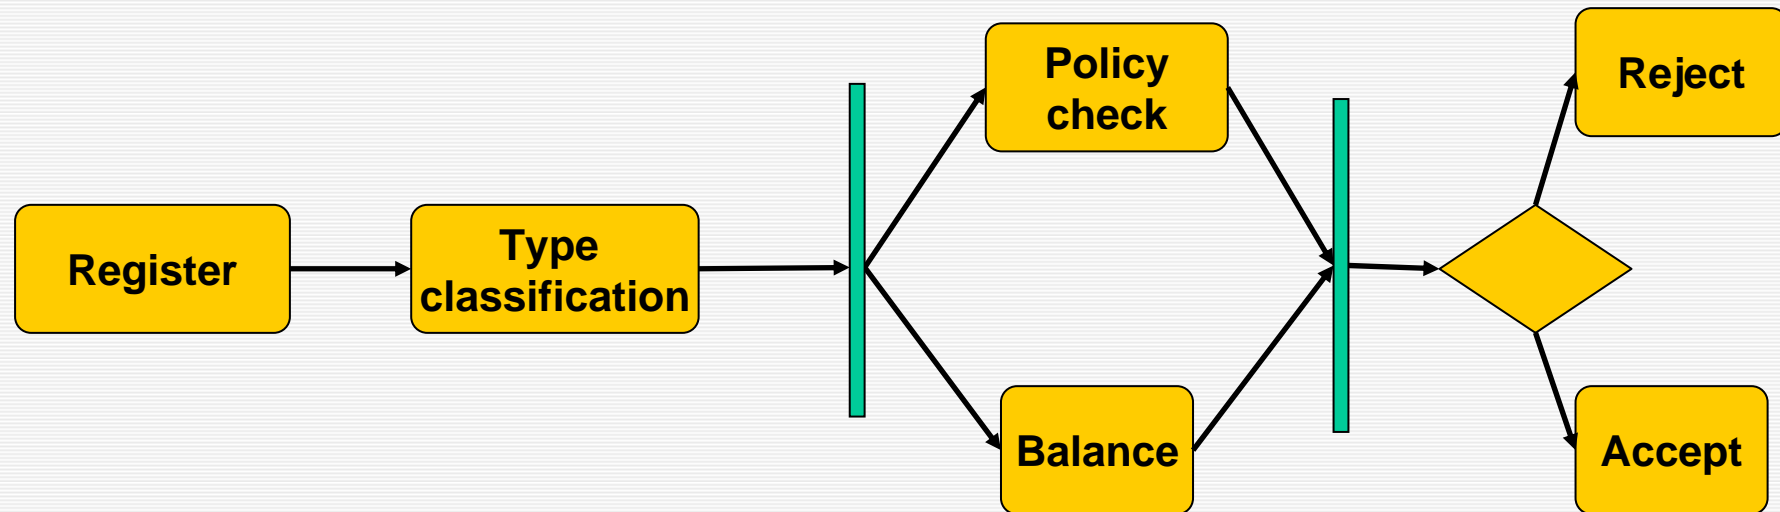 Register
Type
classification
Policy
check
Balance
Reject
Accept